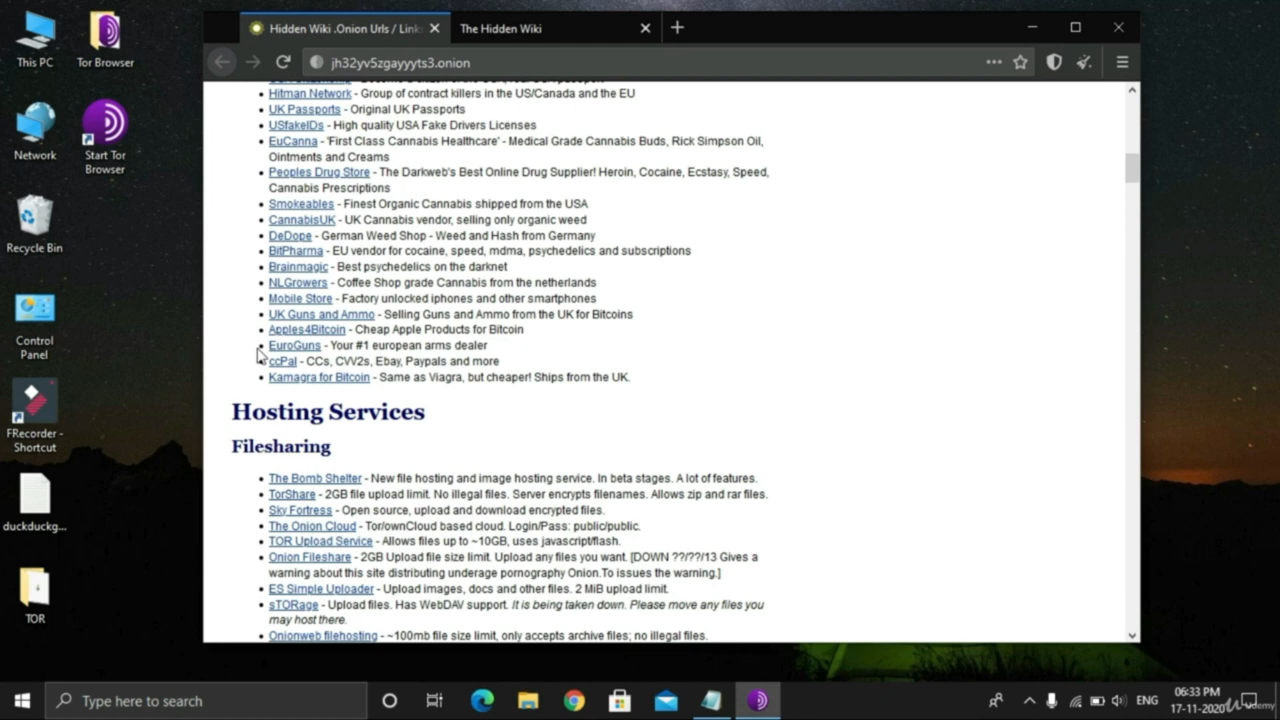 This PC
Tor Browser
Network
Start Tor
Browser
Recycle Bin
Control
Panel
FRecorder -
Shortcut
duckduckg...
TOR
Hidden Wiki .Onion Urls / Link
The Hidden Wiki
jh32yv5zgayyyts3.onion
Hitman Network - Group of contract killers in the US/Canada and the EU
UK Passports - Original UK Passports
USfakeIDs - High quality USA Fake Drivers Licenses
EuCanna - 'First Class Cannabis Healthcare' - Medical Grade Cannabis Buds, Rick Simpson Oil,
Ointments and Creams
Peoples Drug Store - The Darkweb's Best Online Drug Supplier! Heroin, Cocaine, Ecstasy, Speed,
Cannabis Prescriptions
Smokeables - Finest Organic Cannabis shipped from the USA
CannabisUK - UK Cannabis vendor, selling only organic weed
DeDope - German Weed Shop - Weed and Hash from Germany
BitPharma - EU vendor for cocaine, speed, mdma, psychedelics and subscriptions
Brainmagic - Best psychedelics on the darknet
NLGrowers - Coffee Shop grade Cannabis from the netherlands
Mobile Store - Factory unlocked iphones and other smartphones
UK Guns and Ammo - Selling Guns and Ammo from the UK for Bitcoins
Apples4Bitcoin - Cheap Apple Products for Bitcoin
EuroGuns - Your #1 european arms dealer
ccPal - CCs, CVV2s, Ebay, Paypals and more
Kamagra for Bitcoin - Same as Viagra, but cheaper! Ships from the UK.
Hosting Services
Filesharing
The Bomb Shelter - New file hosting and image hosting service. In beta stages. A lot of features.
TorShare - 2GB file upload limit. No illegal files. Server encrypts filenames. Allows zip and rar files.
Sky Fortress - Open source, upload and download encrypted files.
The Onion Cloud - Tor/ownCloud based cloud. Login/Pass: public/public.
TOR Upload Service - Allows files up to ~10GB, uses javascript/flash.
Onion Fileshare - 2GB Upload file size limit. Upload any files you want. [DOWN ??/??/13 Gives a
warning about this site distributing underage pornography Onion.To issues the warning.]
ES Simple Uploader - Upload images, docs and other files. 2 MiB upload limit.
sTORage - Upload files. Has WebDAV support. It is being taken down. Please move any files you
may host there.
Onionweb filehosting - ~100mb file size limit, only accepts archive files; no illegal files.
Type here to search
ENG
06:33 PM
17-11-2020